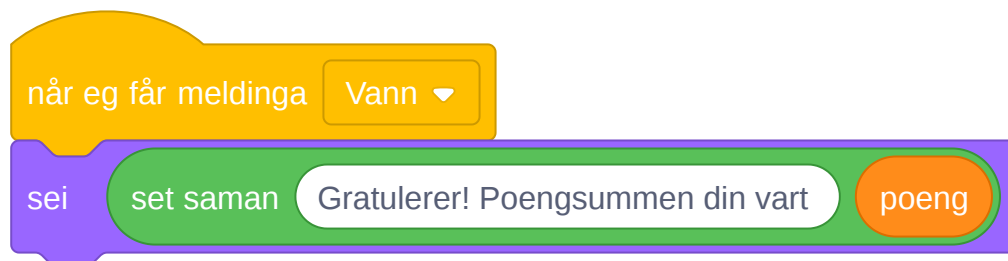 når eg får meldinga Vann
sei set saman Gratulerer! Poengsummen din vart poeng